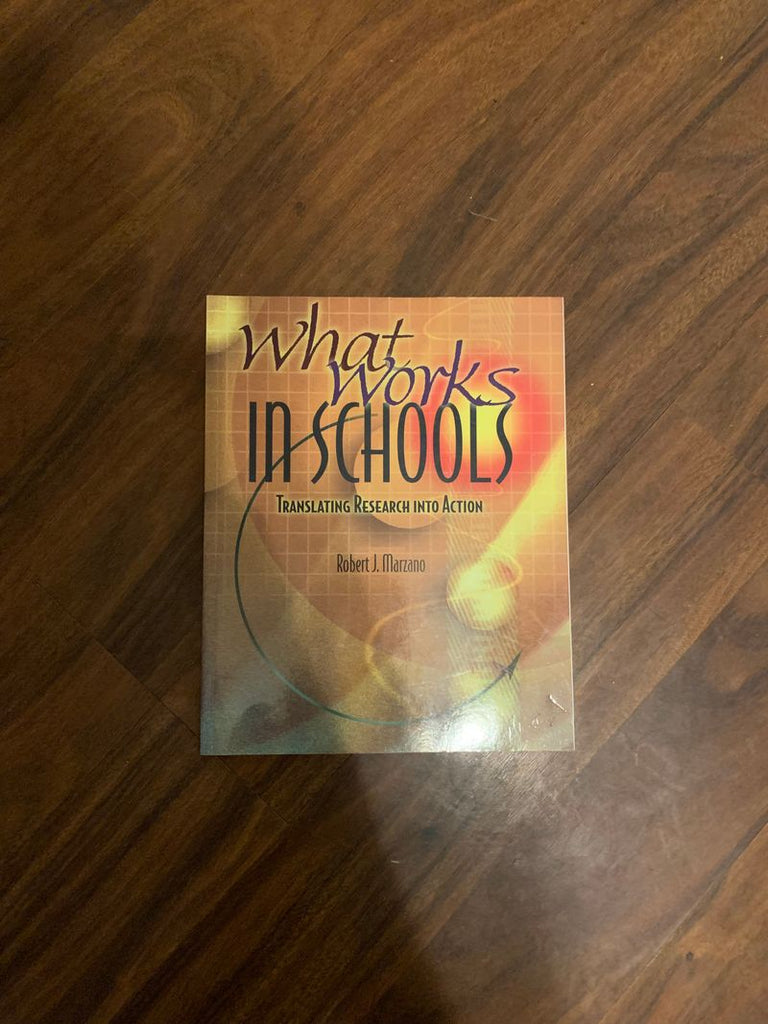 What
Works
IN SCHOOLS
TRANSLATING RESEARCH INTO ACTION
Robert J. Marzano